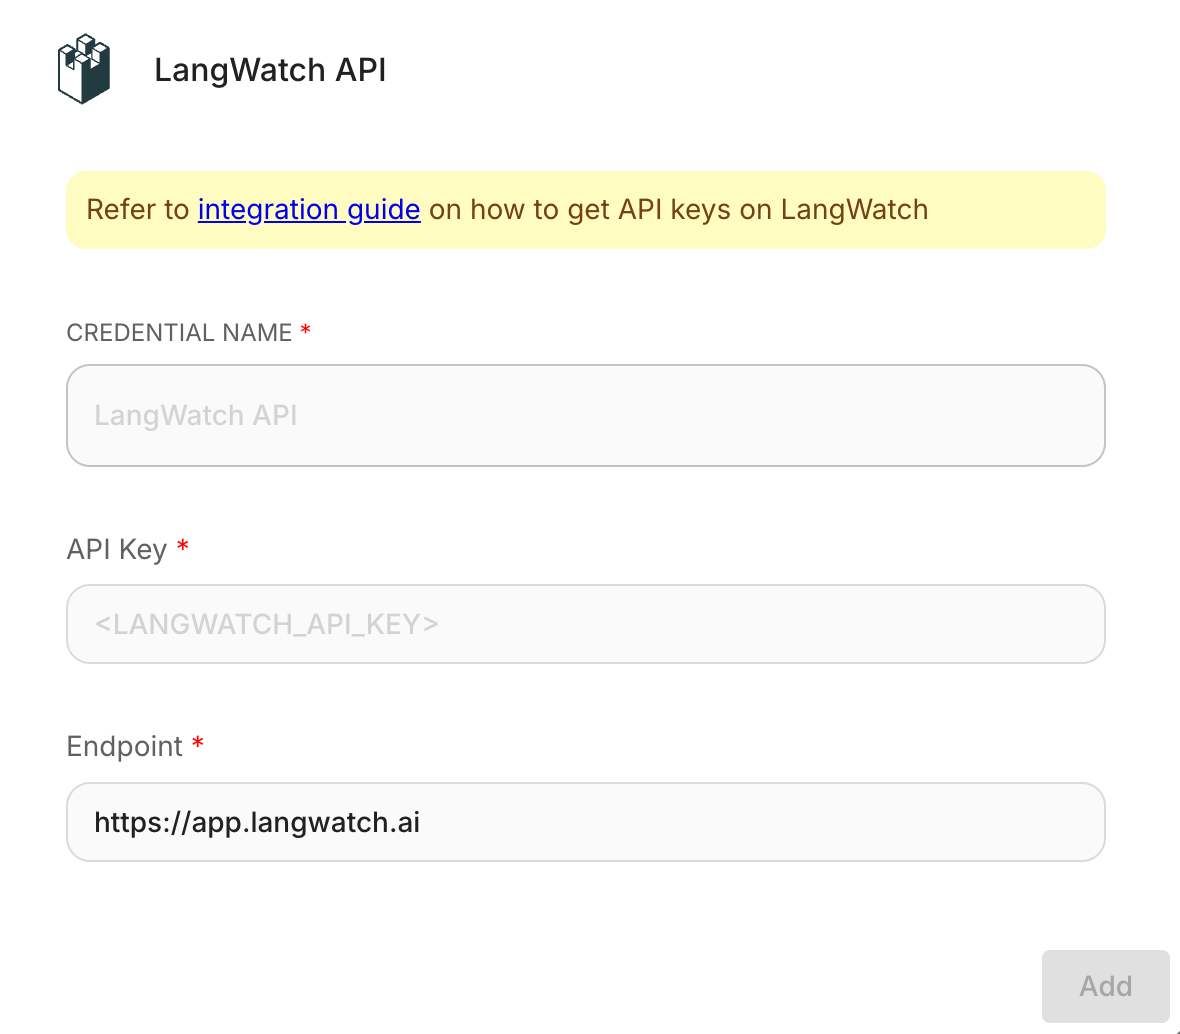 LangWatch API
Refer to integration guide on how to get API keys on LangWatch
CREDENTIAL NAME *
LangWatch API
API Key *
<LANGWATCH_API_KEY>
Endpoint *
https://app.langwatch.ai
Add